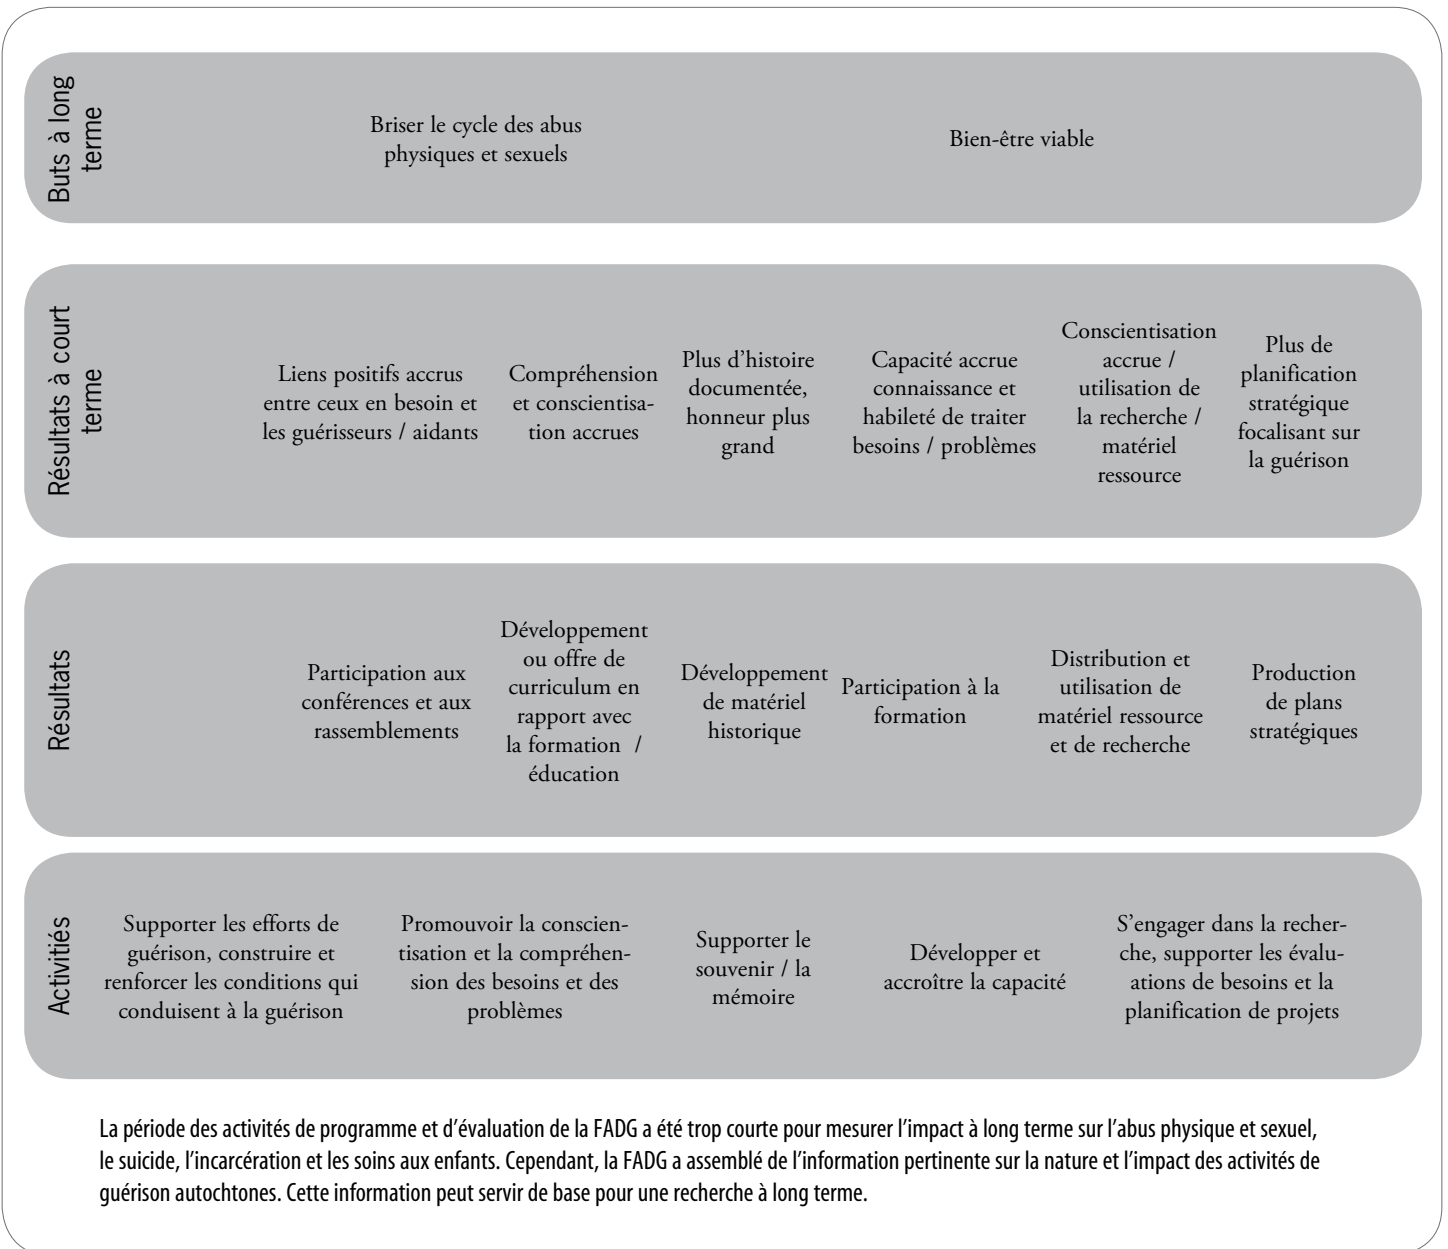 Buts à long
terme
Briser le cycle des abus
physiques et sexuels
Bien-être viable
Résultats à court
terme
Liens positifs accrus
entre ceux en besoin et
les guérisseurs / aidants
Compréhension
et conscientisa-
tion accrues
Plus d’histoire
documentée,
honneur plus
grand
Capacité accrue
connaissance et
habileté de traiter
besoins / problèmes
Conscientisation
accrue /
utilisation de
la recherche /
matériel
ressource
Plus de
planification
stratégique
focalisant sur
la guérison
Résultats
Participation aux
conférences et aux
rassemblements
Développement
ou offre de
curriculum en
rapport avec
la formation /
éducation
Développement
de matériel
historique
Participation à la
formation
Distribution et
utilisation de
matériel ressource
et de recherche
Production
de plans
stratégiques
Activitiés
Supporter les efforts de
guérison, construire et
renforcer les conditions qui
conduisent à la guérison
Promouvoir la conscien-
tisation et la compréhen-
sion des besoins et des
problèmes
Supporter le
souvenir / la
mémoire
Développer et
accroître la capacité
S’engager dans la recher-
che, supporter les évalu-
ations de besoins et la
planification de projets
La période des activités de programme et d’évaluation de la FADG a été trop courte pour mesurer l’impact à long terme sur l’abus physique et sexuel,
le suicide, l’incarcération et les soins aux enfants. Cependant, la FADG a assemblé de l’information pertinente sur la nature et l’impact des activités de
guérison autochtones. Cette information peut servir de base pour une recherche à long terme.